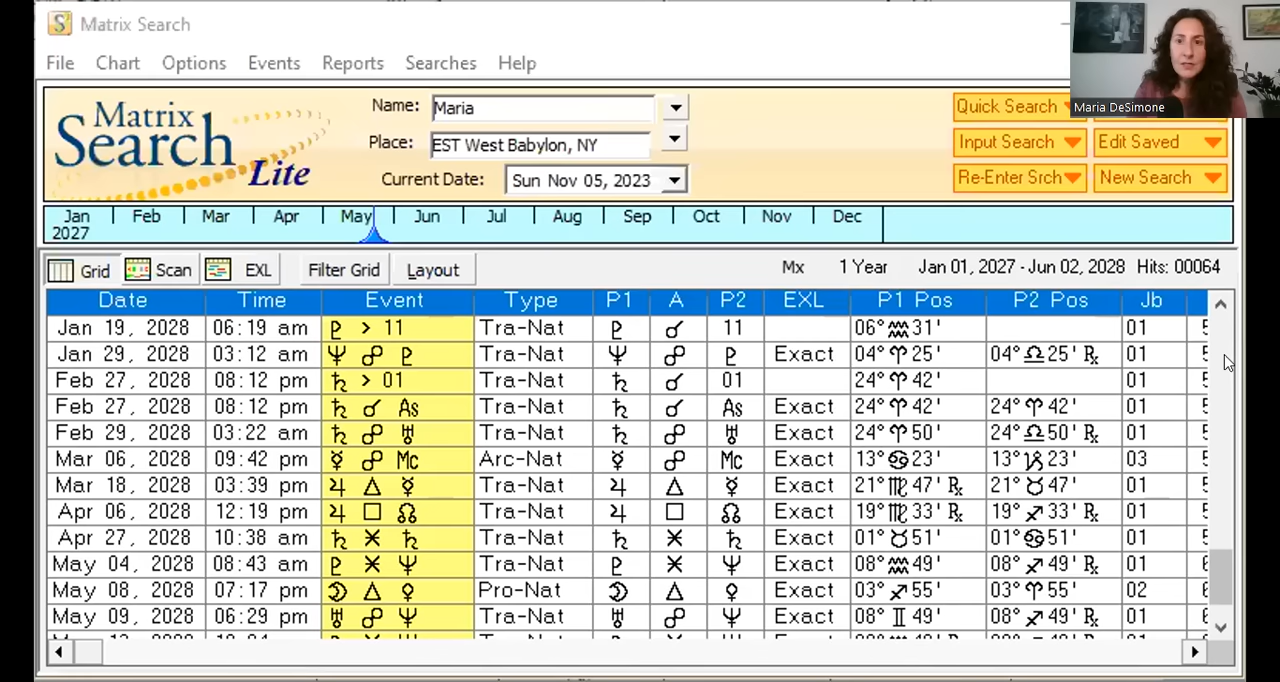 Matrix Search
File Chart Options Events Reports Searches Help
Matrix
Search
Lite
Name: Maria
Place: EST West Babylon, NY
Current Date: Sun Nov 05, 2023
Maria DeSimone
Quick Search
Input Search Edit Saved
Re-Enter Srch New Search
Jan Feb Mar Apr May Jun Jul Aug Sep Oct Nov Dec
2027
Grid Scan EXL Filter Grid Layout Mx 1 Year Jan 01, 2027 - Jun 02, 2028 Hits: 00064
Date Time Event Type P1 A P2 EXL P1 Pos P2 Pos Jb
Jan 19, 2028 06:19 am ♇ > 11 Tra-Nat ♇ ☌ 11 06°♒31' 01
Jan 29, 2028 03:12 am ♆ ☍ ♇ Tra-Nat ♆ ☍ ♇ Exact 04°♈25' 04°♎25' ℞ 01
Feb 27, 2028 08:12 pm ♄ > 01 Tra-Nat ♄ ☌ 01 24°♈42' 01
Feb 27, 2028 08:12 pm ♄ ☌ As Tra-Nat ♄ ☌ As Exact 24°♈42' 24°♈42' 01
Feb 29, 2028 03:22 am ♄ ☍ ♅ Tra-Nat ♄ ☍ ♅ Exact 24°♈50' 24°♎50' ℞ 01
Mar 06, 2028 09:42 pm ☿ ☍ Mc Arc-Nat ☿ ☍ Mc Exact 13°♋23' 13°♑23' 03
Mar 18, 2028 03:39 pm ♃ △ ☿ Tra-Nat ♃ △ ☿ Exact 21°♏47' ℞ 21°♉47' 01
Apr 06, 2028 12:19 pm ♃ □ ☊ Tra-Nat ♃ □ ☊ Exact 19°♏33' ℞ 19°♐33' ℞ 01
Apr 27, 2028 10:38 am ♄ ⚹ ♄ Tra-Nat ♄ ⚹ ♄ Exact 01°♉51' 01°♋51' 01
May 04, 2028 08:43 am ♇ ⚹ ♆ Tra-Nat ♇ ⚹ ♆ Exact 08°♒49' 08°♐49' ℞ 01
May 08, 2028 07:17 pm ☽ △ ♀ Pro-Nat ☽ △ ♀ Exact 03°♐55' 03°♈55' 02
May 09, 2028 06:29 pm ♅ ☍ ♆ Tra-Nat ♅ ☍ ♆ Exact 08°♊49' 08°♐49' ℞ 01